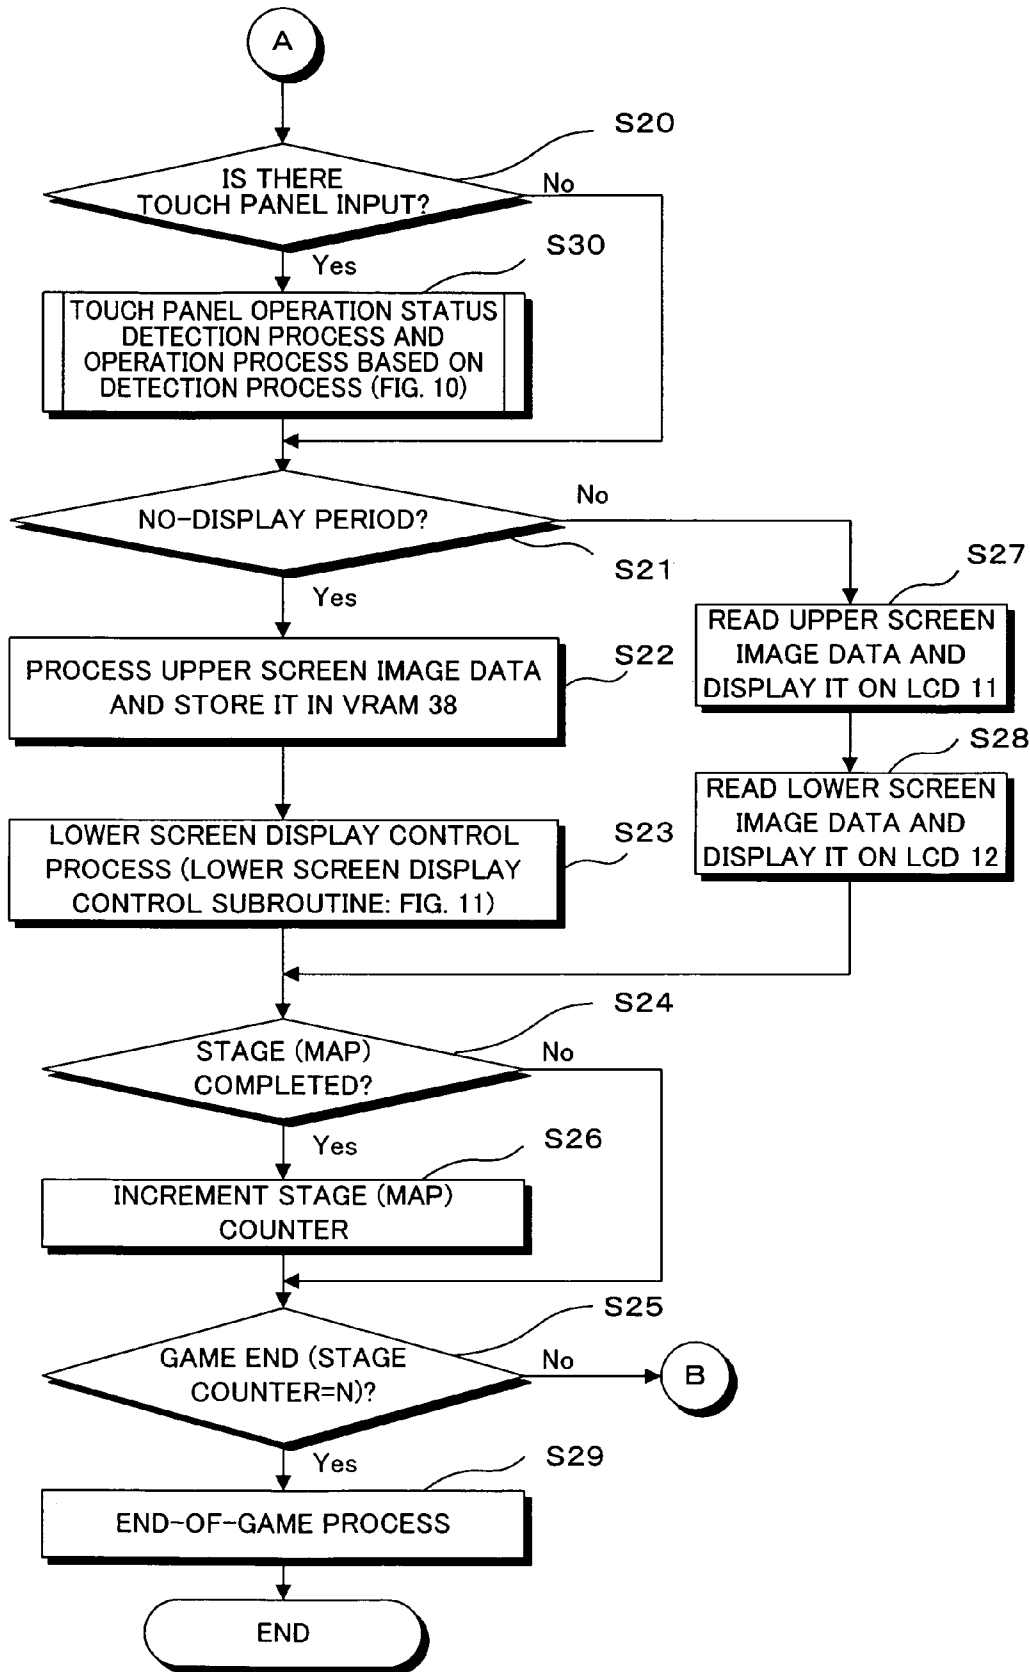 A
S20
IS THERE
TOUCH PANEL INPUT?
No
Yes
S30
TOUCH PANEL OPERATION STATUS
DETECTION PROCESS AND
OPERATION PROCESS BASED ON
DETECTION PROCESS (FIG. 10)
NO-DISPLAY PERIOD?
No
S21
Yes
S27
READ UPPER SCREEN
IMAGE DATA AND
DISPLAY IT ON LCD 11
PROCESS UPPER SCREEN IMAGE DATA
AND STORE IT IN VRAM 38
S22
S28
READ LOWER SCREEN
IMAGE DATA AND
DISPLAY IT ON LCD 12
LOWER SCREEN DISPLAY CONTROL
PROCESS (LOWER SCREEN DISPLAY
CONTROL SUBROUTINE: FIG. 11)
S23
S24
STAGE (MAP)
COMPLETED?
No
Yes
S26
INCREMENT STAGE (MAP)
COUNTER
S25
GAME END (STAGE
COUNTER=N)?
No
B
Yes
S29
END-OF-GAME PROCESS
END